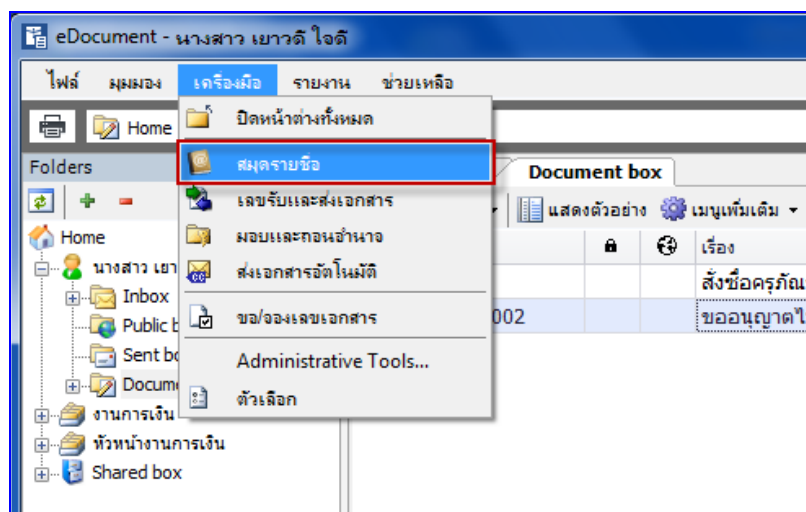 eDocument - นางสาว เยาวดี ใจดี
ไฟล์ มุมมอง เครื่องมือ รายงาน ช่วยเหลือ
Home
ปิดหน้าต่างทั้งหมด
Folders
สมุดรายชื่อ
Document box
เลขรับและส่งเอกสาร
แสดงตัวอย่าง เมนูเพิ่มเติม
Home
มอบและถอนอำนาจ
เรื่อง
นางสาว เยา
ส่งเอกสารอัตโนมัติ
สั่งซื้อครุภัณ
Inbox
Public b
ขอ/จองเลขเอกสาร
002
ขออนุญาตไ
Sent bo
Administrative Tools...
Docume
ตัวเลือก
งานการเงิน
หัวหน้างานการเงิน
Shared box